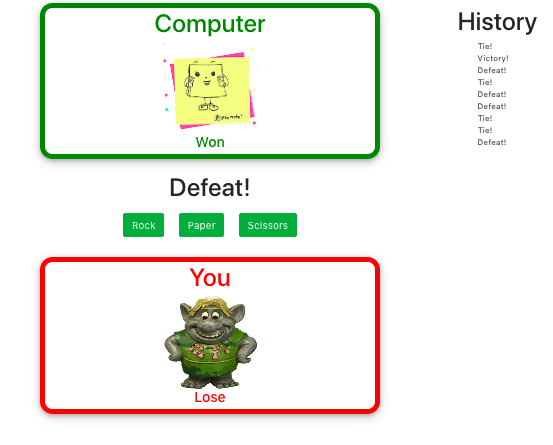 Computer
Won
Defeat!
Rock Paper Scissors
You
Lose
History
Tie!
Victory!
Defeat!
Tie!
Defeat!
Defeat!
Tie!
Tie!
Defeat!